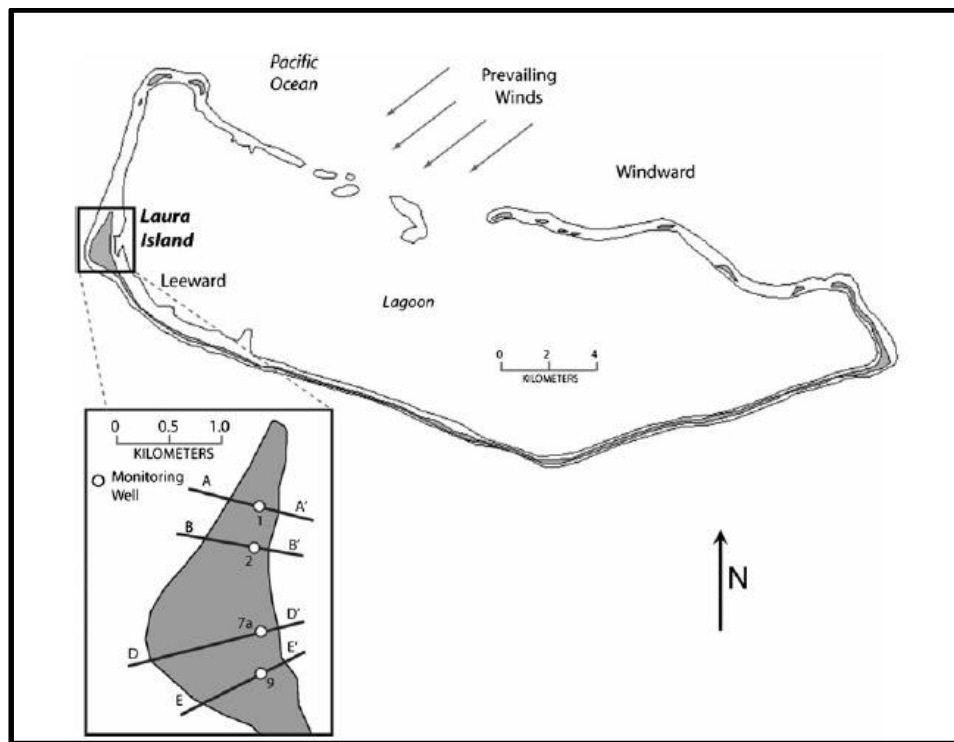 Pacific
Ocean
Prevailing
Winds
Windward
Laura
Island
Leeward
Lagoon
0 2 4
KILOMETERS
0 0.5 1.0
KILOMETERS
Monitoring
Well
A
A'
1
B
B'
2
D'
7a
E'
D
9
E
N